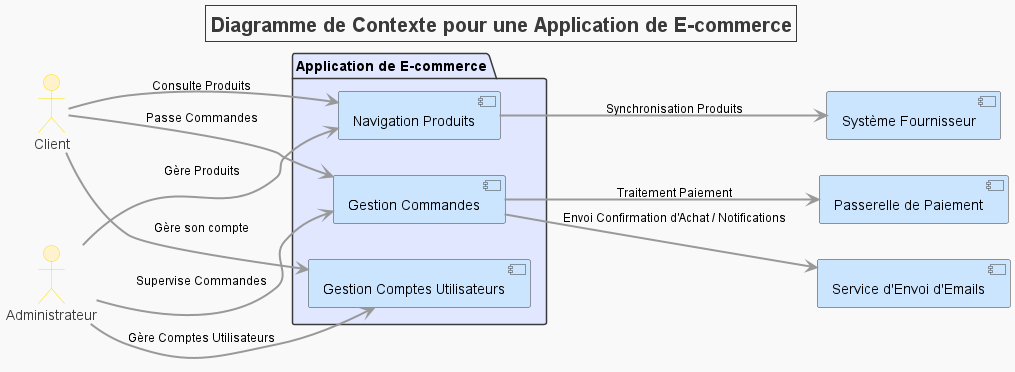 Diagramme de Contexte pour une Application de E-commerce
Application de E-commerce
Consulte Produits
Passe Commandes
Client
Gère Produits
Gère son compte
Supervise Commandes
Administrateur
Gère Comptes Utilisateurs
Navigation Produits
Gestion Commandes
Gestion Comptes Utilisateurs
Synchronisation Produits
Traitement Paiement
Envoi Confirmation d'Achat / Notifications
Système Fournisseur
Passerelle de Paiement
Service d'Envoi d'Emails